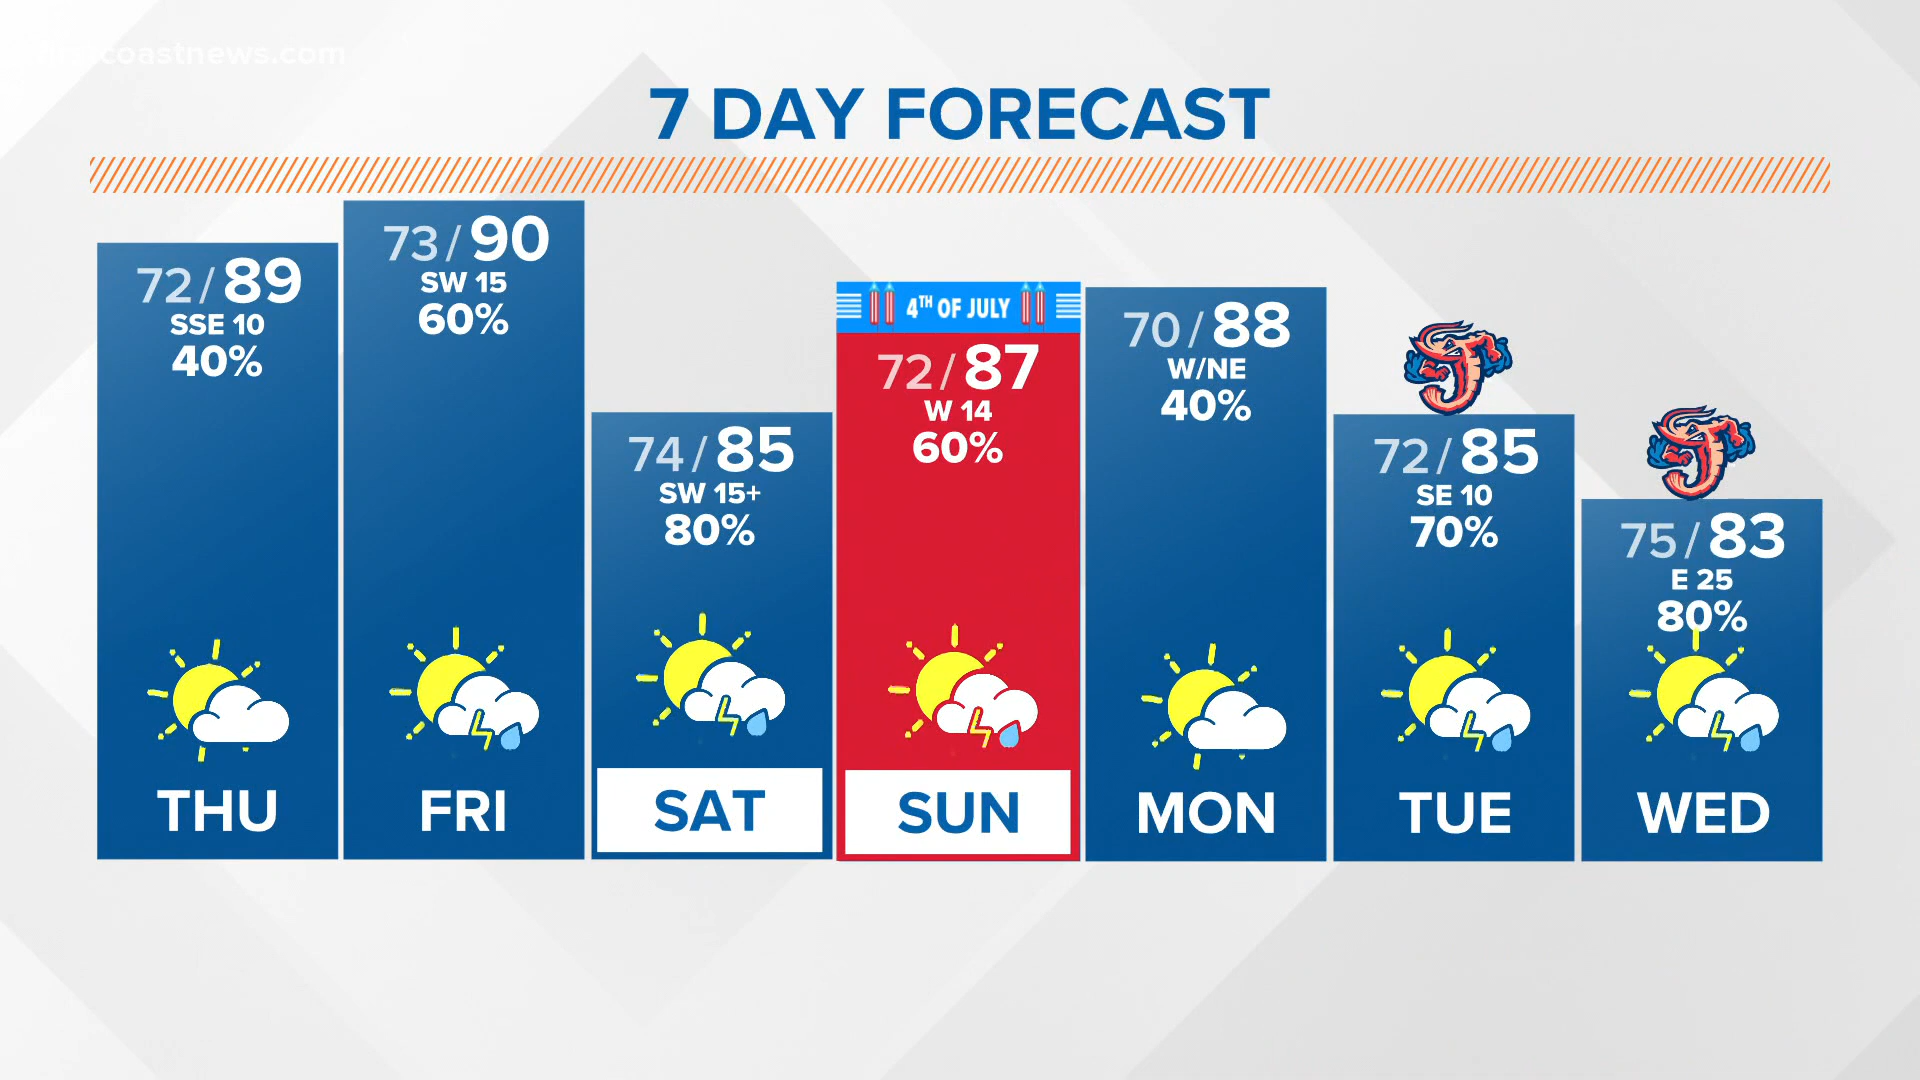 coastnews.com
7 DAY FORECAST
72/89
SSE 10
40%
THU
73/90
SW 15
60%
FRI
74/85
SW 15+
80%
SAT
4TH OF JULY
72/87
W 14
60%
SUN
70/88
W/NE
40%
MON
72/85
SE 10
70%
TUE
75/83
E 25
80%
WED